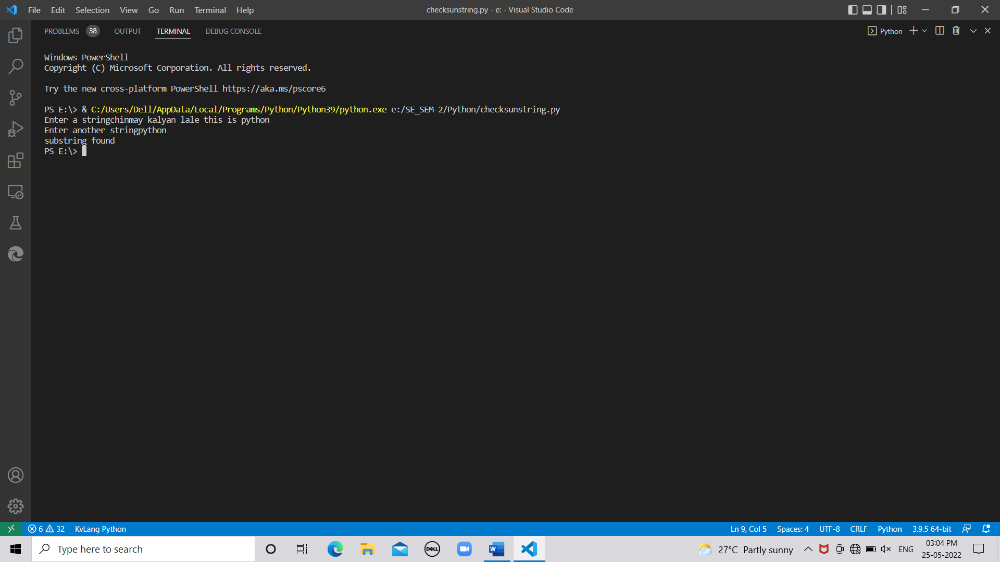 File Edit Selection View Go Run Terminal Help
checksunstring.py - e: - Visual Studio Code
PROBLEMS 38 OUTPUT TERMINAL DEBUG CONSOLE
Python
Windows PowerShell
Copyright (C) Microsoft Corporation. All rights reserved.
Try the new cross-platform PowerShell https://aka.ms/pscore6
PS E:\> & C:/Users/Dell/AppData/Local/Programs/Python/Python39/python.exe e:/SE_SEM-2/Python/checksunstring.py
Enter a stringchinmay kalyan lale this is python
Enter another stringpython
substring found
PS E:\>
6 32 KvLang Python
Ln 9, Col 5 Spaces: 4 UTF-8 CRLF Python 3.9.5 64-bit
Type here to search
DELL
W
27°C Partly sunny
ENG
03:04 PM
25-05-2022